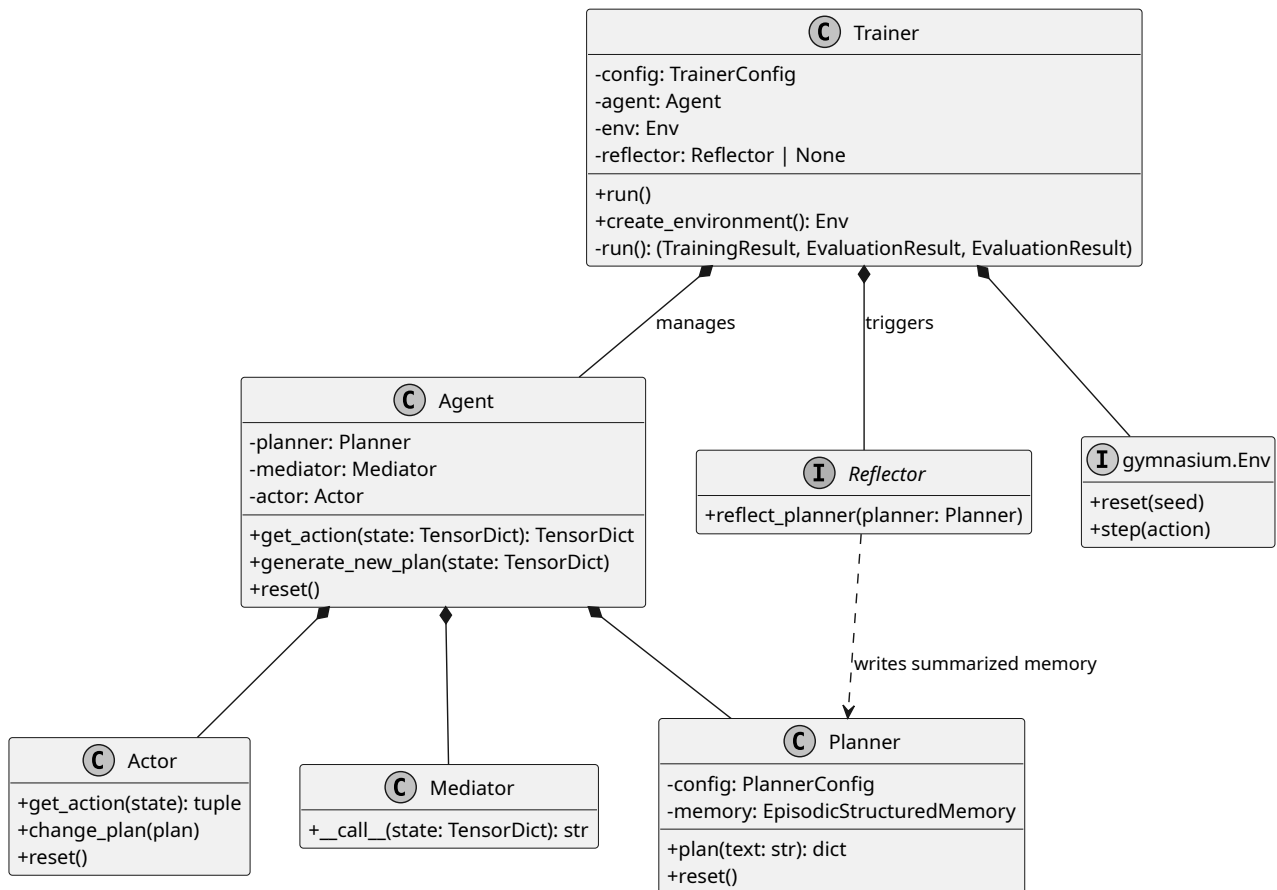 C Trainer
-config: TrainerConfig
-agent: Agent
-env: Env
-reflector: Reflector | None
+run()
+create_environment(): Env
-run(): (TrainingResult, EvaluationResult, EvaluationResult)
manages
triggers
C Agent
-planner: Planner
-mediator: Mediator
-actor: Actor
+get_action(state: TensorDict): TensorDict
+generate_new_plan(state: TensorDict)
+reset()
I Reflector
+reflect_planner(planner: Planner)
I gymnasium.Env
+reset(seed)
+step(action)
writes summarized memory
C Actor
+get_action(state): tuple
+change_plan(plan)
+reset()
C Mediator
+__call__(state: TensorDict): str
C Planner
-config: PlannerConfig
-memory: EpisodicStructuredMemory
+plan(text: str): dict
+reset()